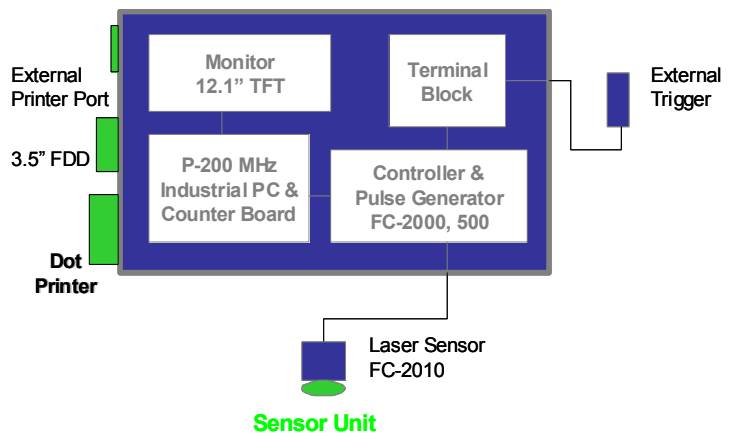 Monitor
12.1” TFT
Terminal
Block
External
Printer Port
External
Trigger
3.5” FDD
P-200 MHz
Industrial PC &
Counter Board
Controller &
Pulse Generator
FC-2000, 500
Dot
Printer
Laser Sensor
FC-2010
Sensor Unit